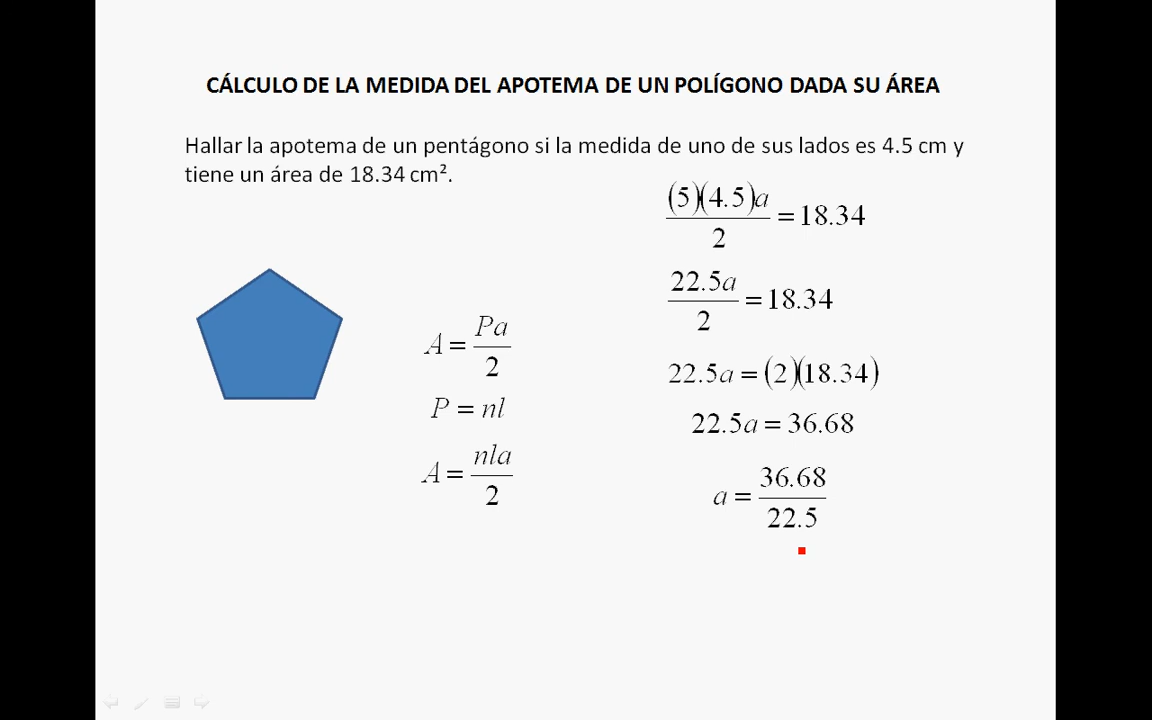 CÁLCULO DE LA MEDIDA DEL APOTEMA DE UN POLÍGONO DADA SU ÁREA
Hallar la apotema de un pentágono si la medida de uno de sus lados es 4.5 cm y
tiene un área de 18.34 cm².
A = Pa/2
P = nl
A = nla/2
(5)(4.5)a/2 = 18.34
22.5a/2 = 18.34
22.5a = (2)(18.34)
22.5a = 36.68
a = 36.68/22.5